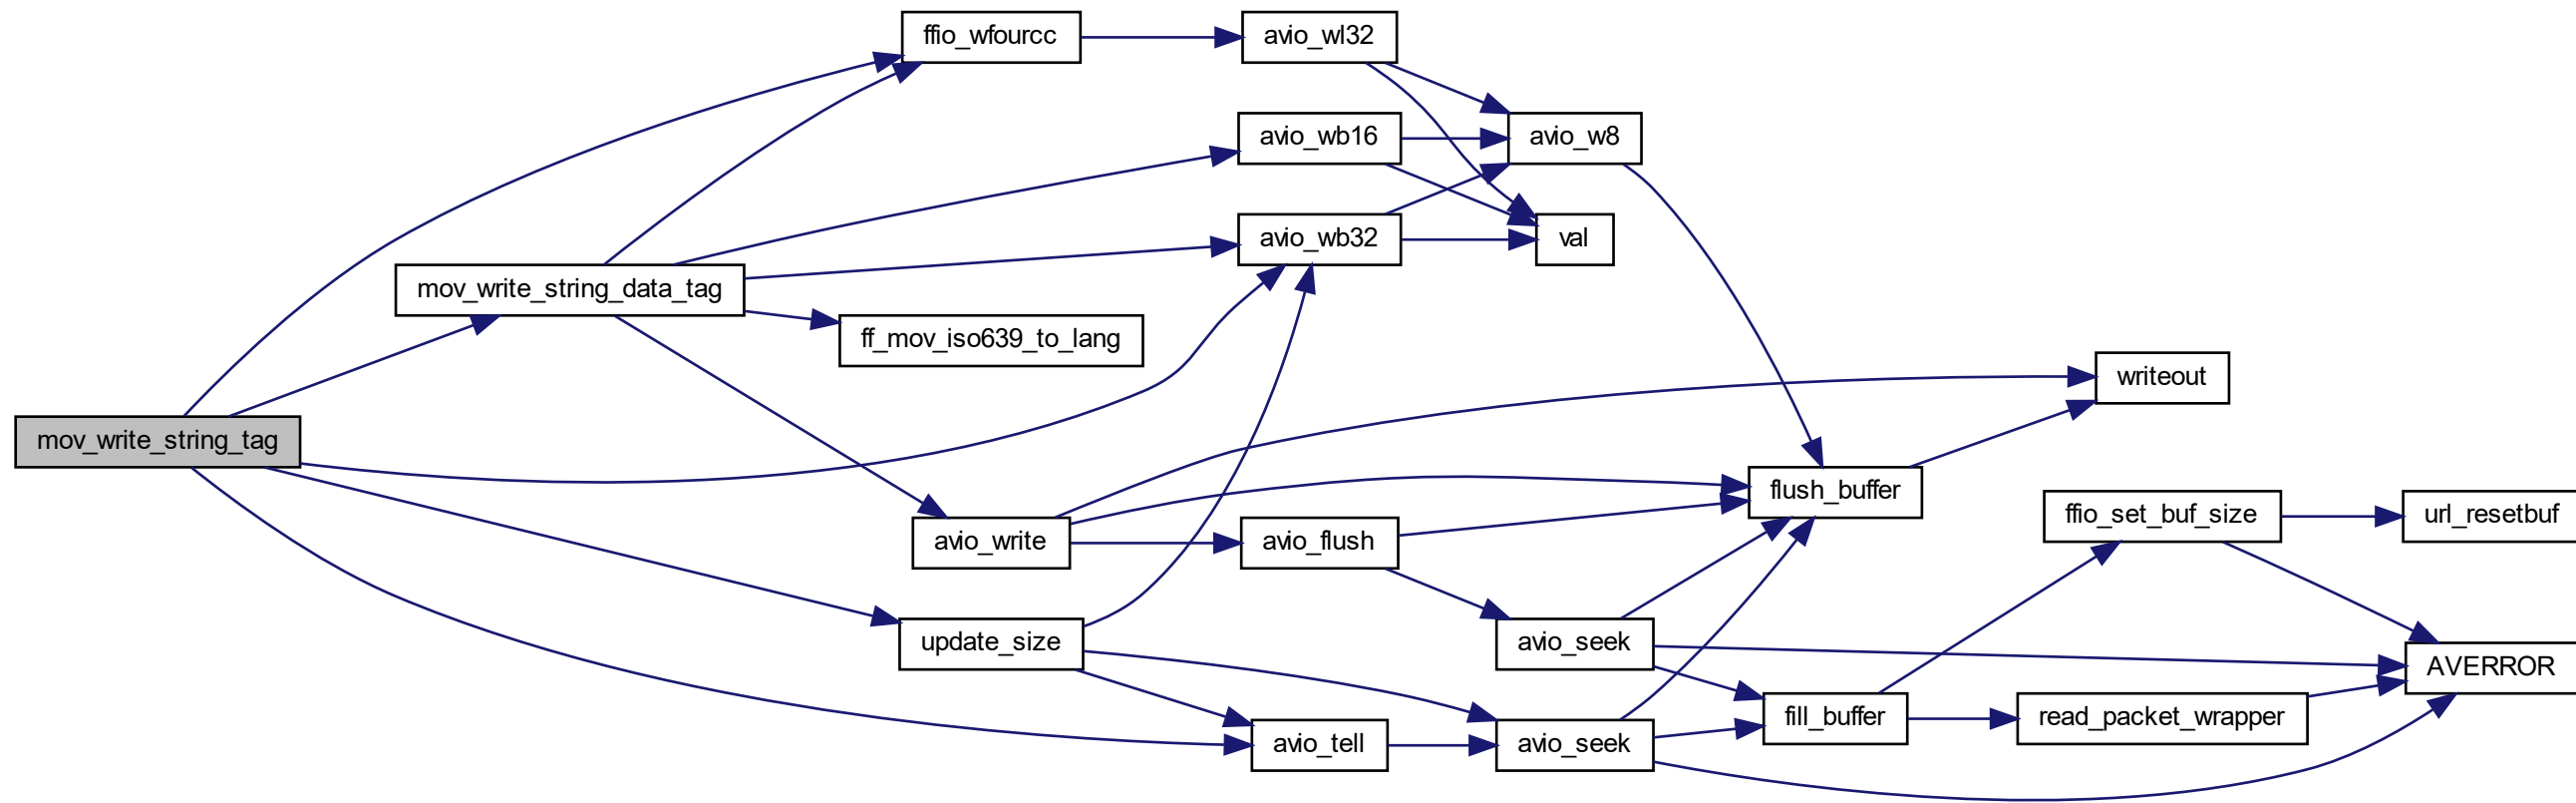 ffio_wfourcc
avio_wl32
avio_wb16
avio_w8
avio_wb32
val
mov_write_string_data_tag
ff_mov_iso639_to_lang
writeout
mov_write_string_tag
flush_buffer
ffio_set_buf_size
url_resetbuf
avio_write
avio_flush
update_size
avio_seek
AVERROR
fill_buffer
read_packet_wrapper
avio_tell
avio_seek